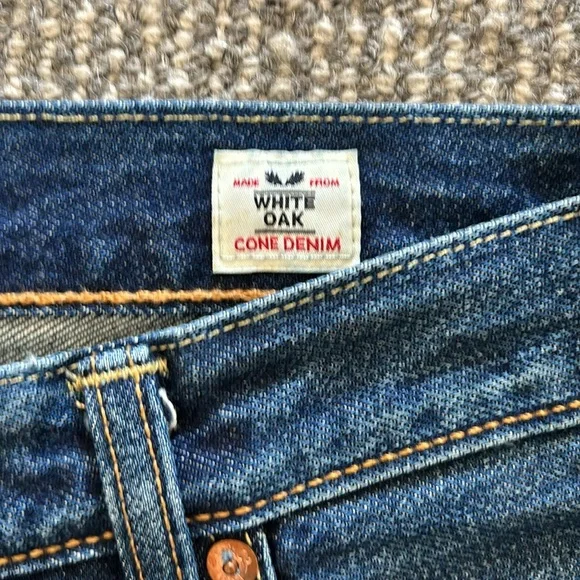 MADE FROM
WHITE
OAK
CONE DENIM